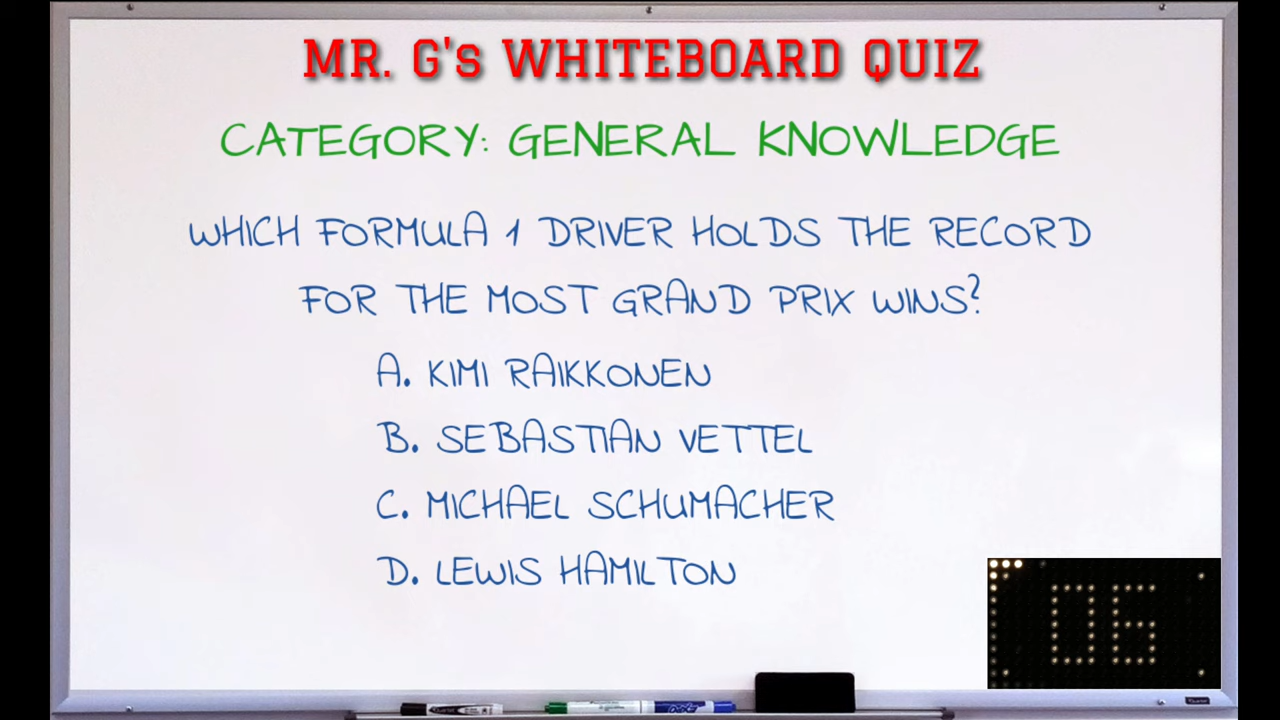 MR. G's WHITEBOARD QUIZ
CATEGORY: GENERAL KNOWLEDGE
WHICH FORMULA 1 DRIVER HOLDS THE RECORD
FOR THE MOST GRAND PRIX WINS?
A. KIMI RAIKKONEN
B. SEBASTIAN VETTEL
C. MICHAEL SCHUMACHER
D. LEWIS HAMILTON
06